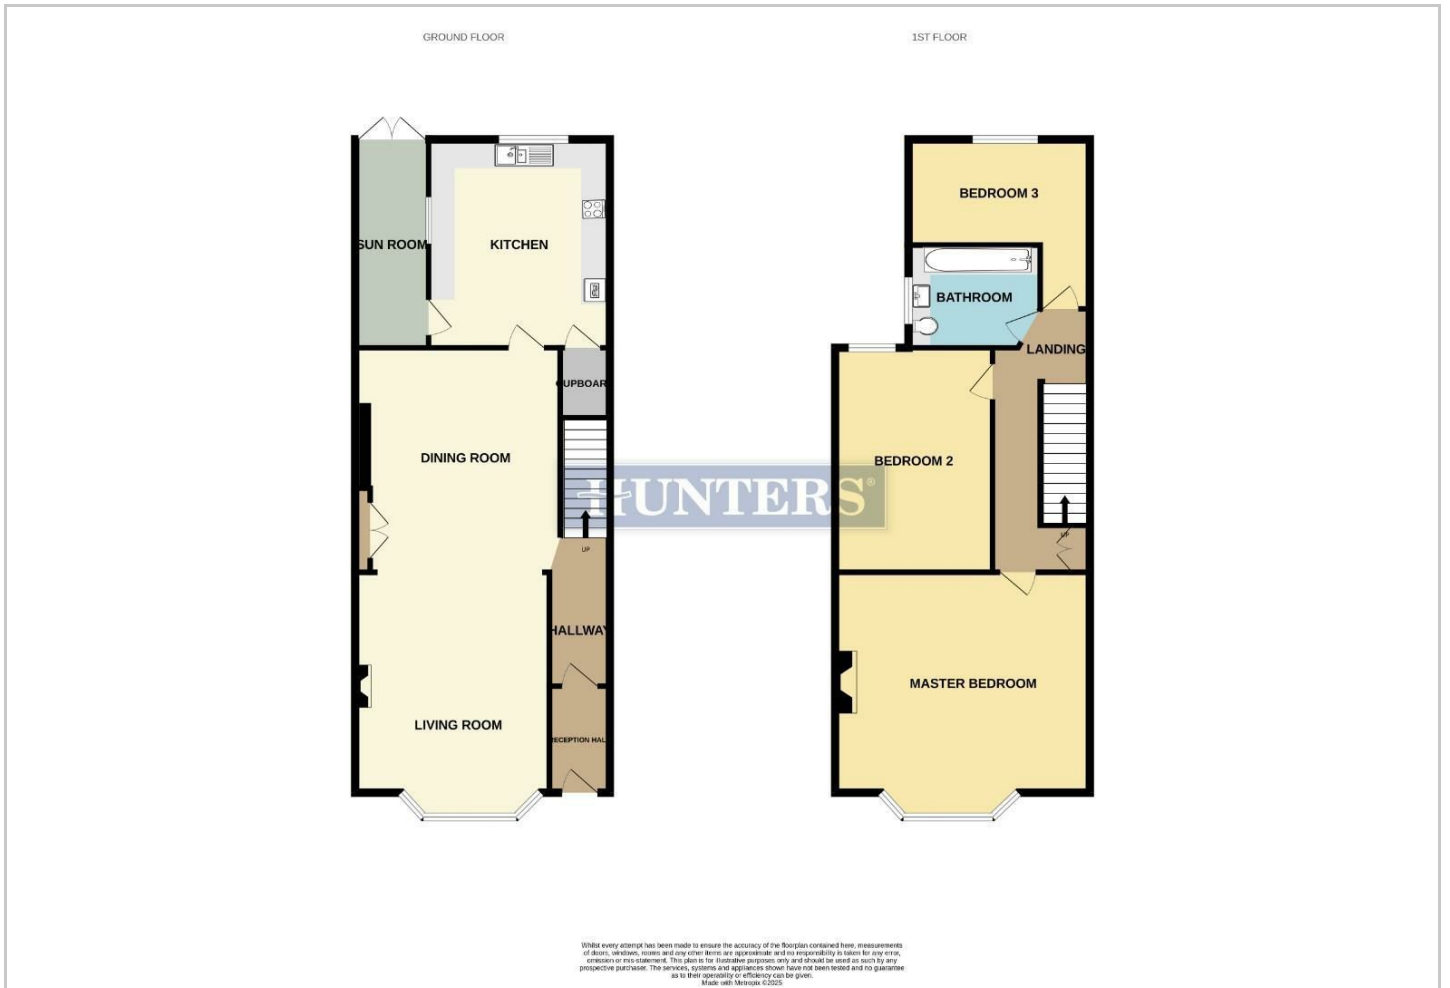 GROUND FLOOR
1ST FLOOR
SUN ROOM
KITCHEN
CUPBOARD
DINING ROOM
UP
HALLWAY
LIVING ROOM
RECEPTION HALL
BEDROOM 3
BATHROOM
LANDING
BEDROOM 2
UP
MASTER BEDROOM
HUNTERS®
Whilst every attempt has been made to ensure the accuracy of the floorplan contained here, measurements
of doors, windows, rooms and any other items are approximate and no responsibility is taken for any error,
omission or mis-statement. This plan is for illustrative purposes only and should be used as such by any
prospective purchaser. The services, systems and appliances shown have not been tested and no guarantee
as to their operability or efficiency can be given.
Made with Metropix ©2025